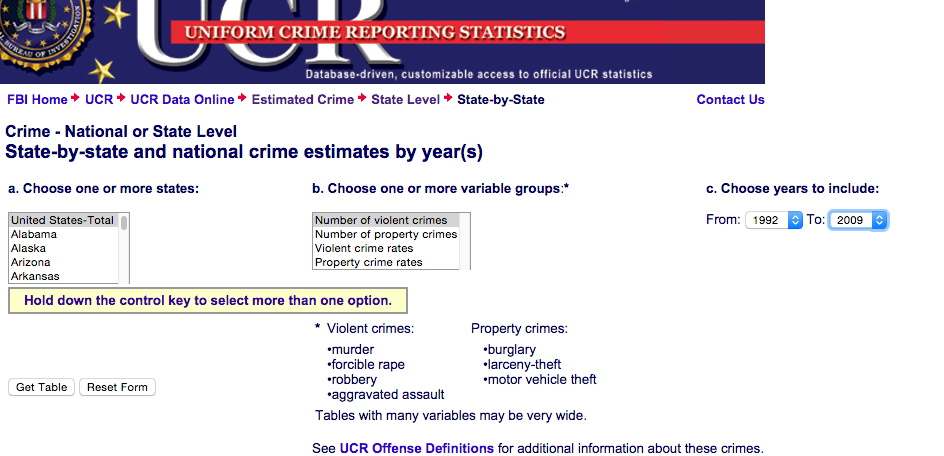 UCR
BUREAU OF INVESTIGATION
UNIFORM CRIME REPORTING STATISTICS
Database-driven, customizable access to official UCR statistics
FBI Home UCR UCR Data Online Estimated Crime State Level State-by-State Contact Us
Crime - National or State Level
State-by-state and national crime estimates by year(s)
a. Choose one or more states: b. Choose one or more variable groups:* c. Choose years to include:
United States-Total
Alabama
Alaska
Arizona
Arkansas
Number of violent crimes
Number of property crimes
Violent crime rates
Property crime rates
From: 1992 To: 2009
Hold down the control key to select more than one option.
* Violent crimes:
•murder
•forcible rape
•robbery
•aggravated assault
Property crimes:
•burglary
•larceny-theft
•motor vehicle theft
Get Table Reset Form
Tables with many variables may be very wide.
See UCR Offense Definitions for additional information about these crimes.